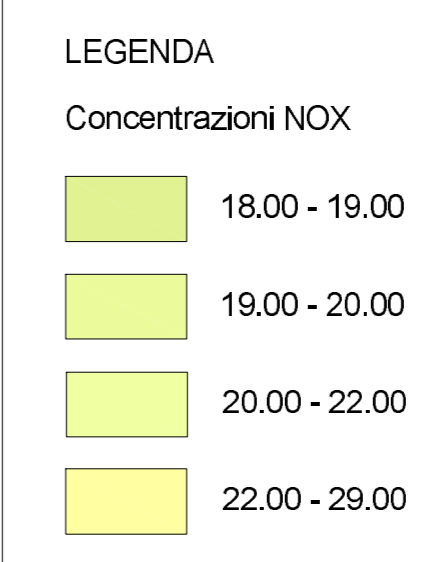 LEGENDA
Concentrazioni NOX
18.00 - 19.00
19.00 - 20.00
20.00 - 22.00
22.00 - 29.00